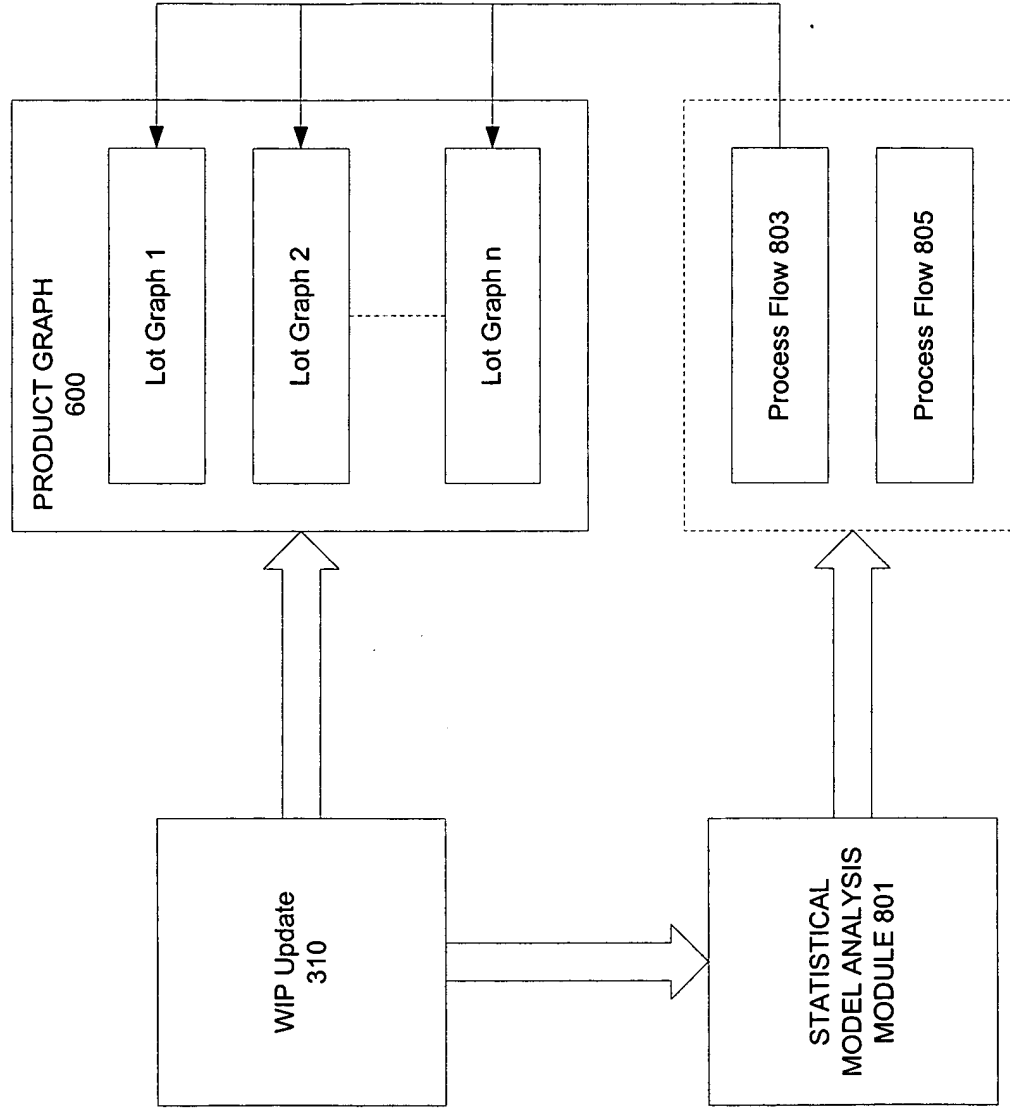 PRODUCT GRAPH
600
Lot Graph 1
Lot Graph 2
Lot Graph n
WIP Update
310
Process Flow 803
Process Flow 805
STATISTICAL
MODEL ANALYSIS
MODULE 801